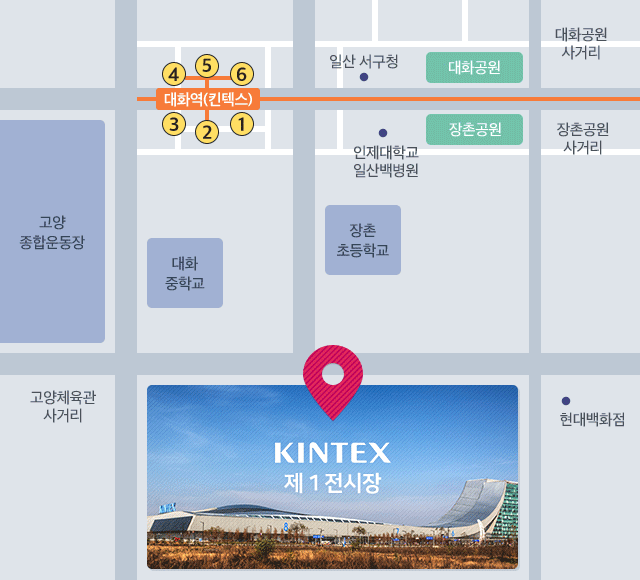 대화공원
사거리
일산 서구청
대화공원
④ ⑤ ⑥
대화역(킨텍스)
③ ② ①
장촌공원
장촌공원
사거리
인제대학교
일산백병원
고양
종합운동장
장촌
초등학교
대화
중학교
고양체육관
사거리
현대백화점
KINTEX
제 1 전시장